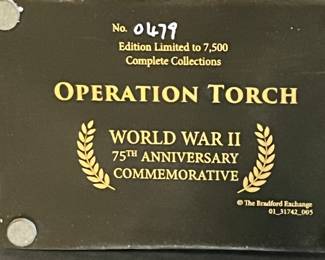 No. 0479
Edition Limited to 7,500
Complete Collections
OPERATION TORCH
WORLD WAR II
75TH ANNIVERSARY
COMMEMORATIVE
® The Bradford Exchange
01_31742_005